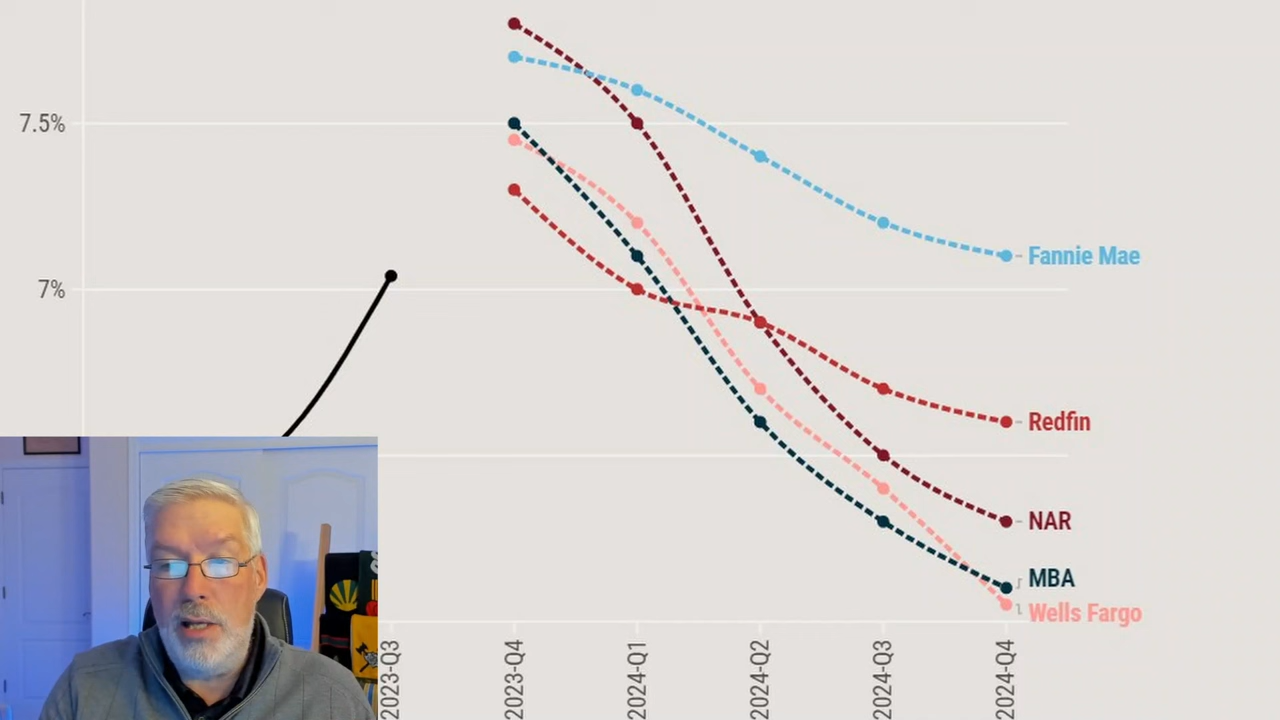 7.5%
7%
Fannie Mae
Redfin
NAR
MBA
Wells Fargo
2023-Q3
2023-Q4
2024-Q1
2024-Q2
2024-Q3
2024-Q4